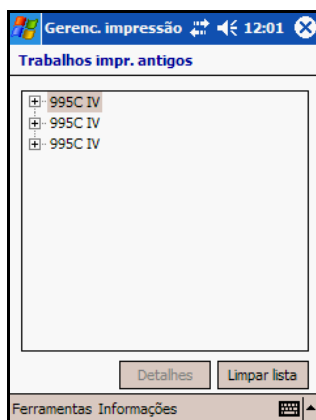 Gerenc. impressão 12:01
Trabalhos impr. antigos
995C IV
995C IV
995C IV
Detalhes Limpar lista
Ferramentas Informações